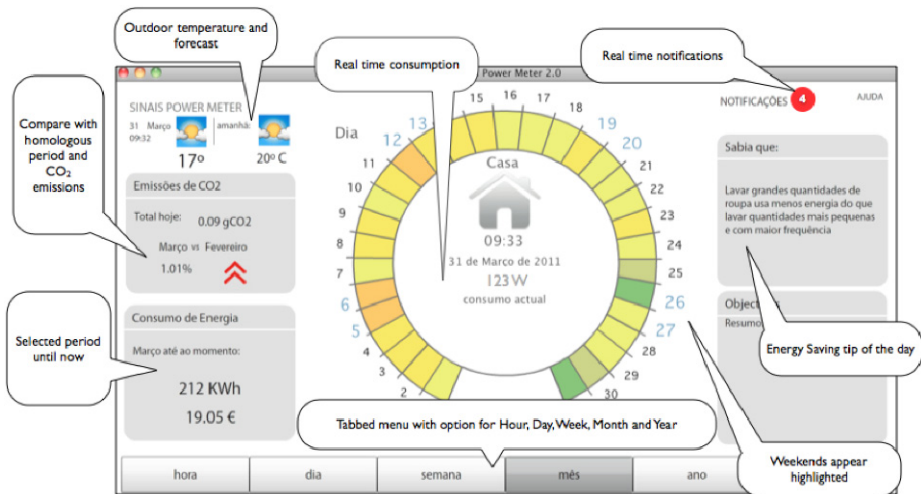 Outdoor temperature and
forecast
Real time consumption
Real time notifications
Compare with
homologous
period and
CO₂
emissions
Selected period
until now
Power Meter 2.0
SINAIS POWER METER
31 Março
09:32
amanhã:
17º
20º C
Emissões de CO2
Total hoje: 0.09 gCO2
Março vs Fevereiro
1.01%
Consumo de Energia
Março até ao momento:
212 KWh
19.05 €
Dia
2
4
5
6
7
8
9
10
11
12
13
15
16
17
18
19
20
21
22
23
24
25
26
27
28
29
30
Casa
09:33
31 de Março de 2011
123 W
consumo actual
NOTIFICAÇÕES 4
AJUDA
Sabia que:
Lavar grandes quantidades de
roupa usa menos energia do que
lavar quantidades mais pequenas
e com maior frequência
Resumo
Energy Saving tip of the day
Tabbed menu with option for Hour, Day, Week, Month and Year
Weekends appear
highlighted
hora
dia
semana
mês
ano